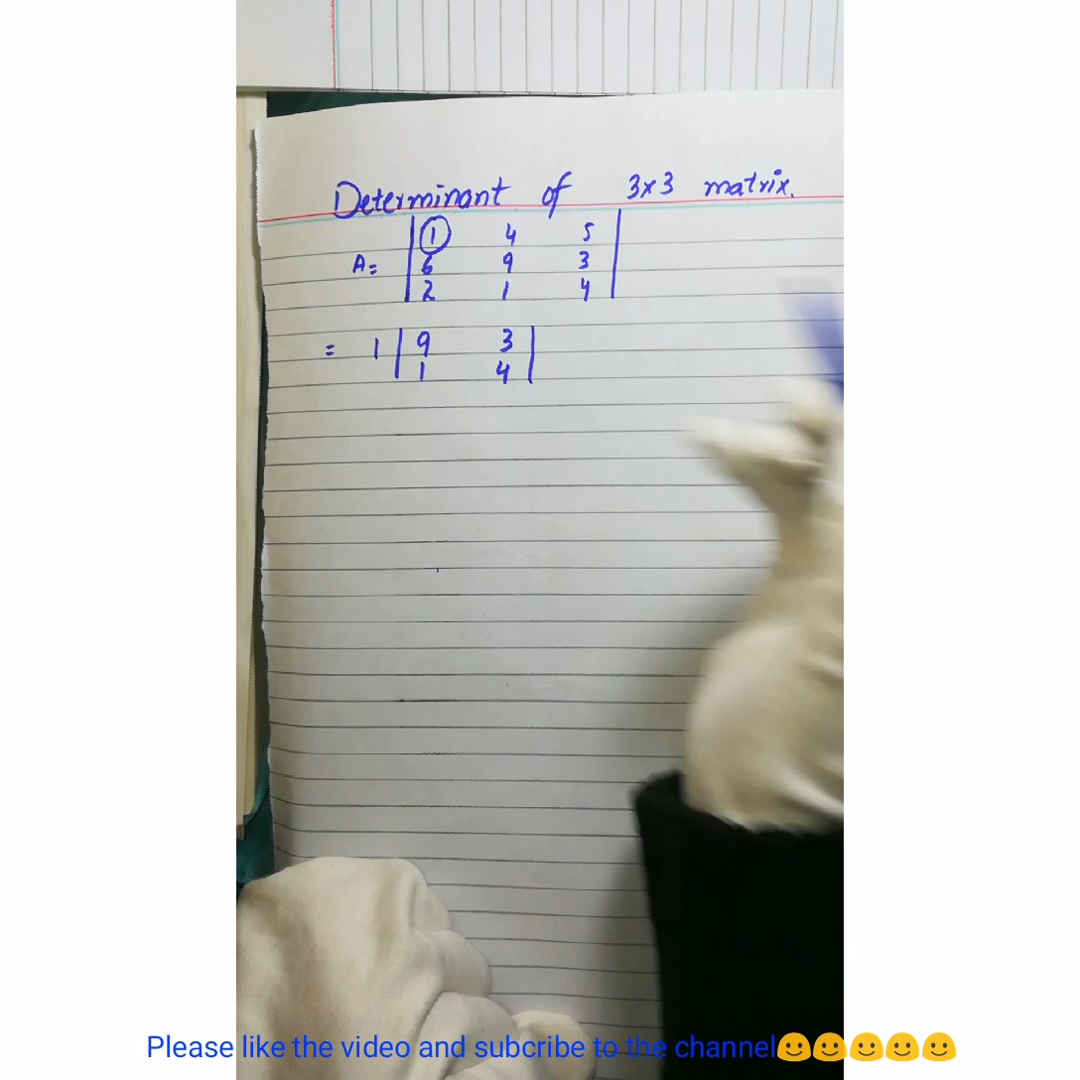 Determinant of 3x3 matrix.
| 1 4 5 |
A= | 6 9 3 |
| 2 1 4 |
= 1 | 9 3 |
| 1 4 |
Please like the video and subcribe to the channel🙂🙂🙂🙂🙂